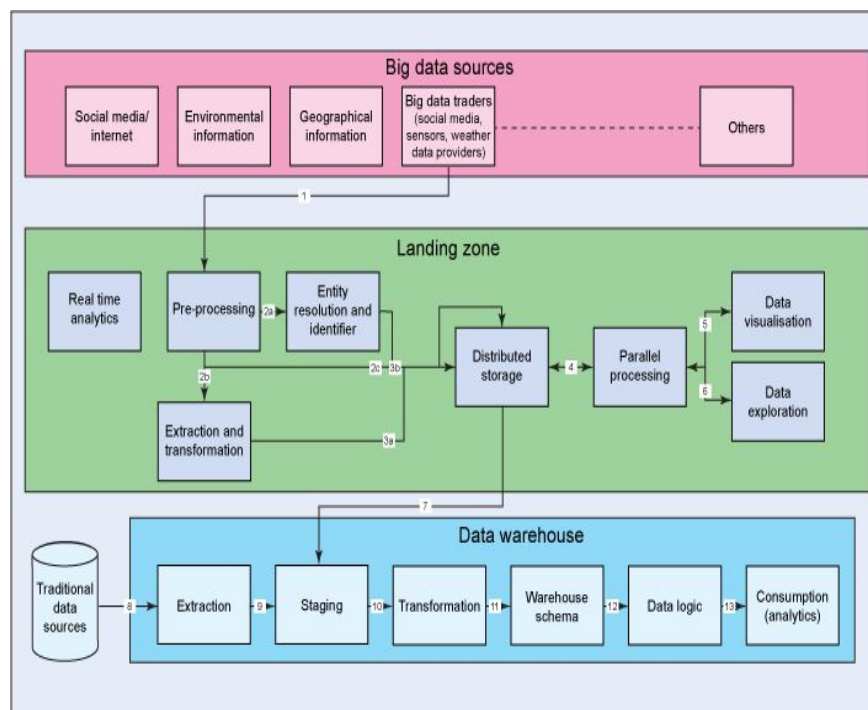 Big data sources
Social media/
internet
Environmental
information
Geographical
information
Big data traders
(social media,
sensors, weather
data providers)
Others
1
Landing zone
Real time
analytics
Pre-processing
2a
Entity
resolution and
identifier
Distributed
storage
4
Parallel
processing
5
Data
visualisation
2b
2c
3b
6
Data
exploration
Extraction and
transformation
3a
7
Data warehouse
Traditional
data
sources
8
Extraction
9
Staging
10
Transformation
11
Warehouse
schema
12
Data logic
13
Consumption
(analytics)